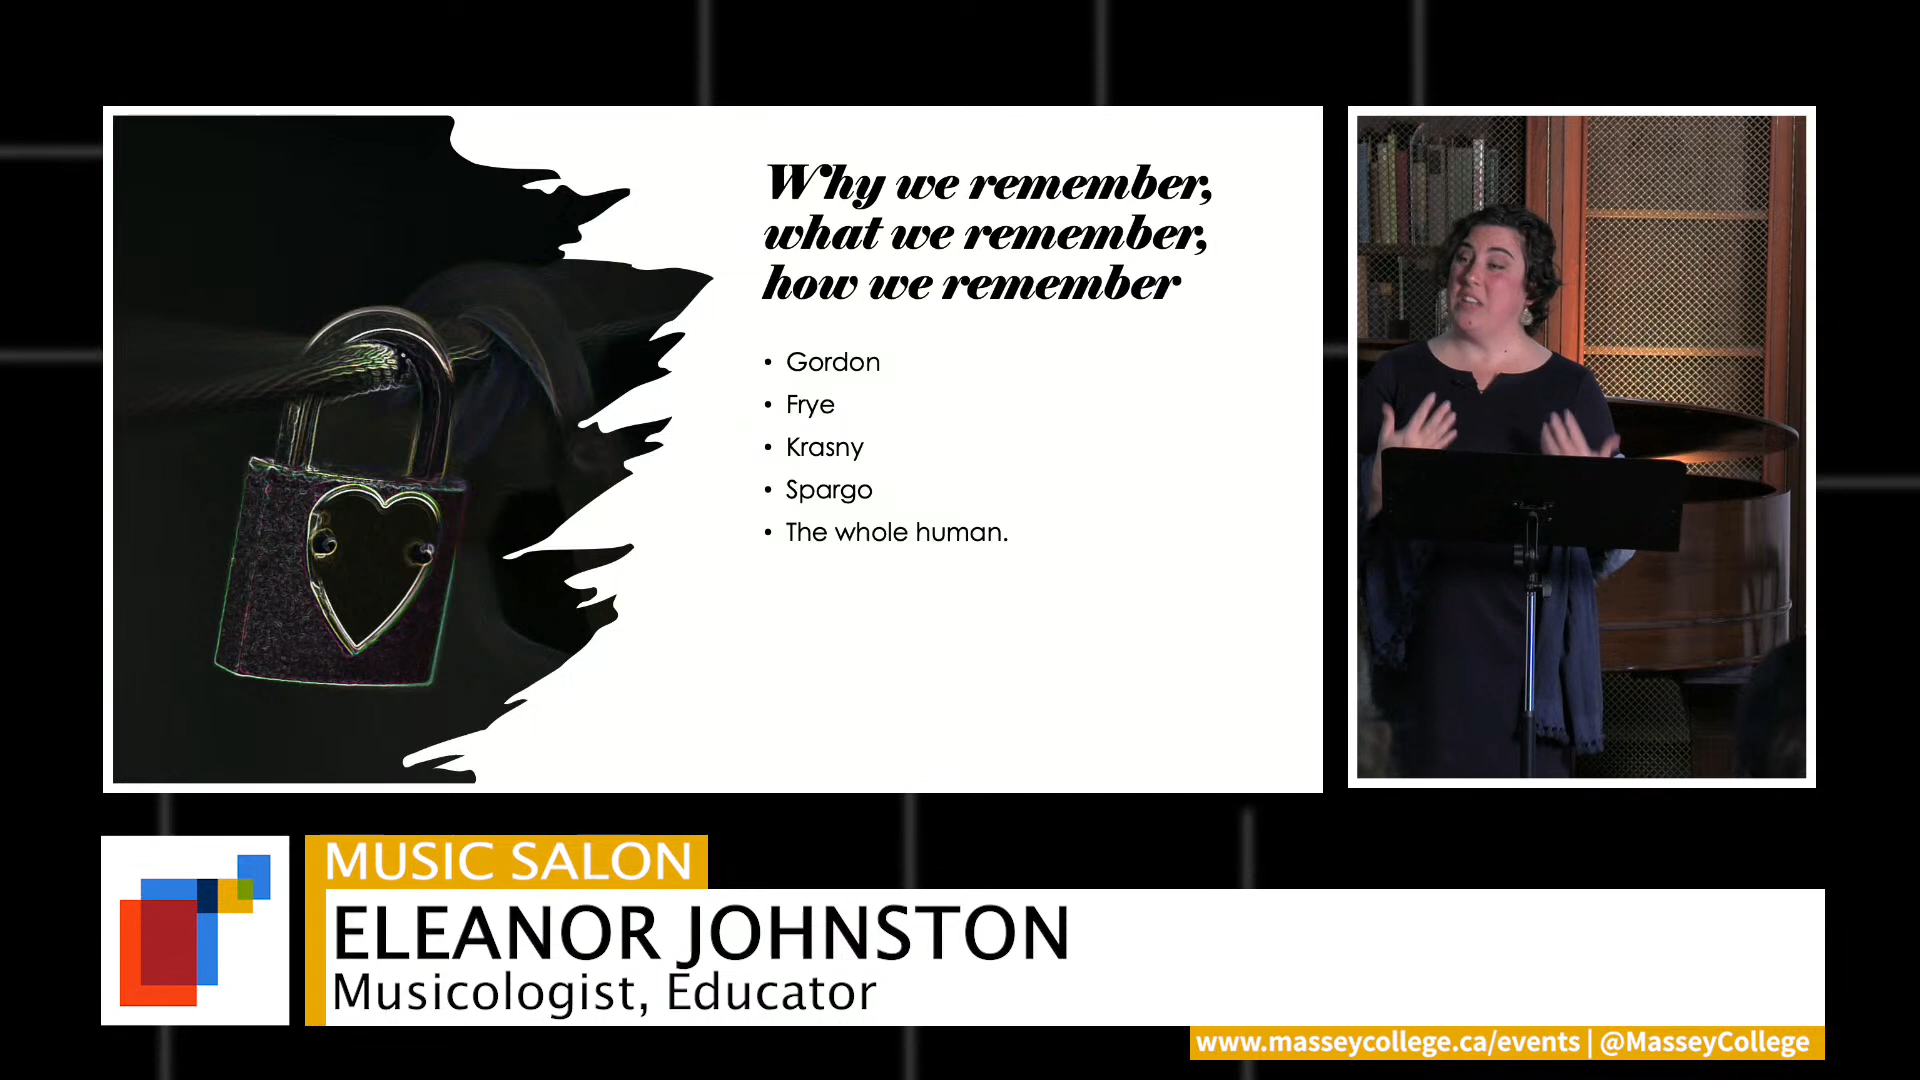 Why we remember,
what we remember,
how we remember
• Gordon
• Frye
• Krasny
• Spargo
• The whole human.
MUSIC SALON
ELEANOR JOHNSTON
Musicologist, Educator
www.masseycollege.ca/events | @MasseyCollege